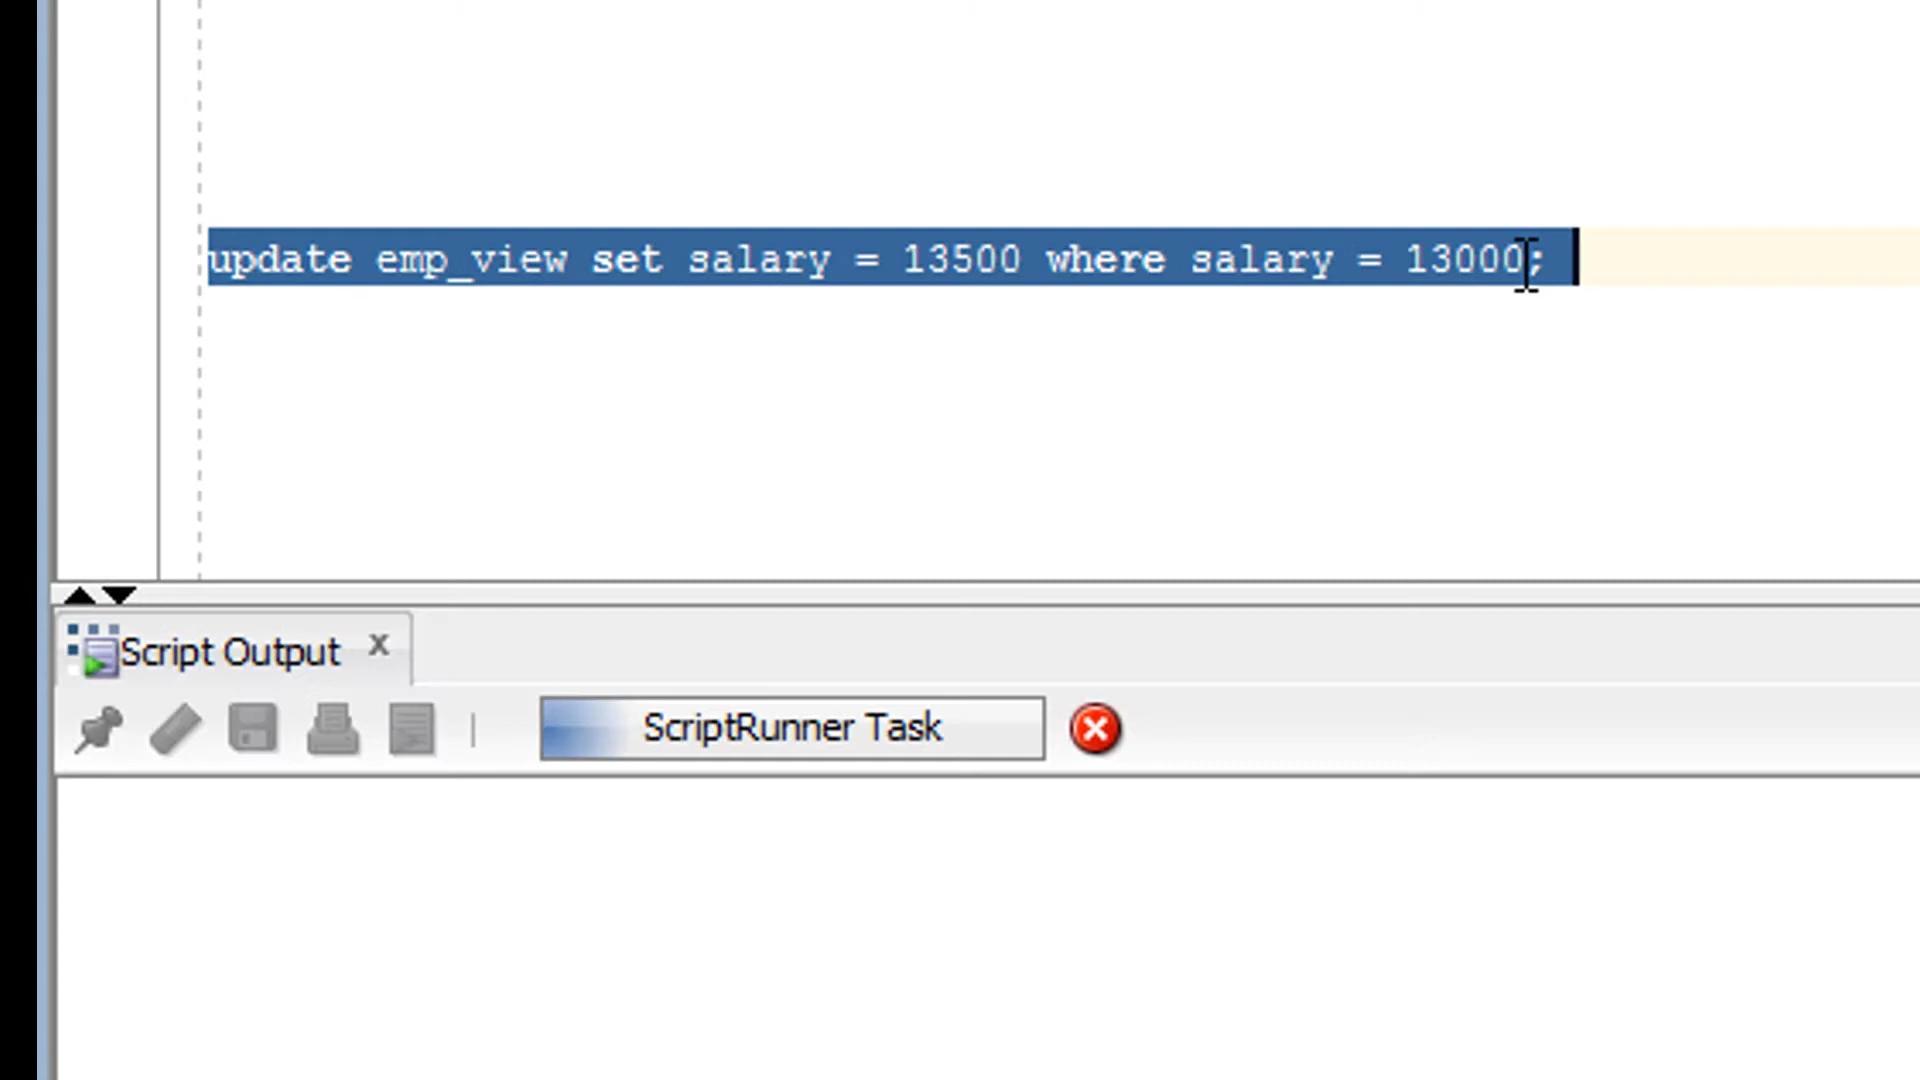 update emp_view set salary = 13500 where salary = 13000;
Script Output x
ScriptRunner Task